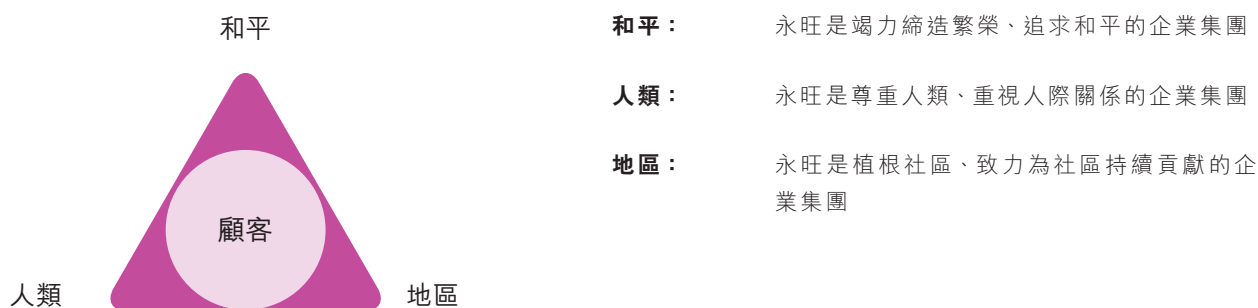 和平
顧客
人類
地區
和平： 永旺是竭力締造繁榮、追求和平的企業集團
人類： 永旺是尊重人類、重視人際關係的企業集團
地區： 永旺是植根社區、致力為社區持續貢獻的企
業集團